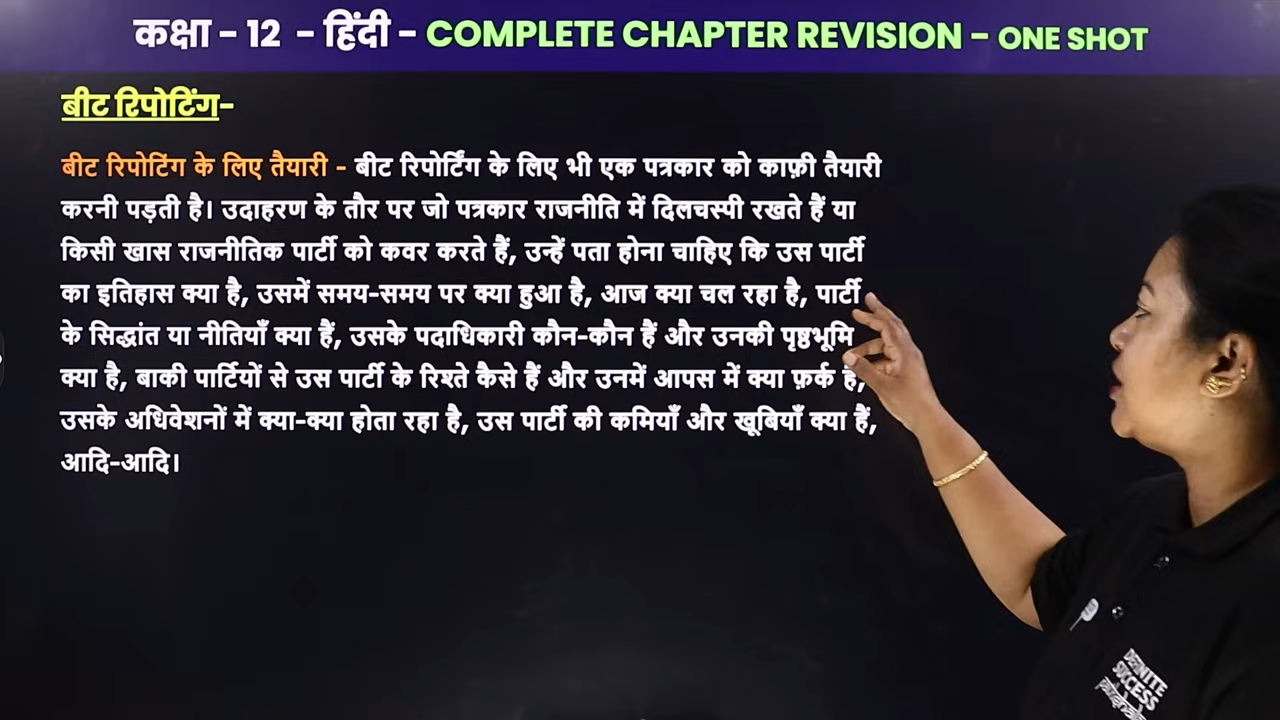 कक्षा - 12 - हिंदी - COMPLETE CHAPTER REVISION - ONE SHOT
बीट रिपोटिंग-
बीट रिपोटिंग के लिए तैयारी - बीट रिपोर्टिंग के लिए भी एक पत्रकार को काफ़ी तैयारी
करनी पड़ती है। उदाहरण के तौर पर जो पत्रकार राजनीति में दिलचस्पी रखते हैं या
किसी खास राजनीतिक पार्टी को कवर करते हैं, उन्हें पता होना चाहिए कि उस पार्टी
का इतिहास क्या है, उसमें समय-समय पर क्या हुआ है, आज क्या चल रहा है, पार्टी
के सिद्धांत या नीतियाँ क्या हैं, उसके पदाधिकारी कौन-कौन हैं और उनकी पृष्ठभूमि
क्या है, बाकी पार्टियों से उस पार्टी के रिश्ते कैसे हैं और उनमें आपस में क्या फ़र्क है,
उसके अधिवेशनों में क्या-क्या होता रहा है, उस पार्टी की कमियाँ और खूबियाँ क्या हैं,
आदि-आदि।
DEFINITE
SUCCESS